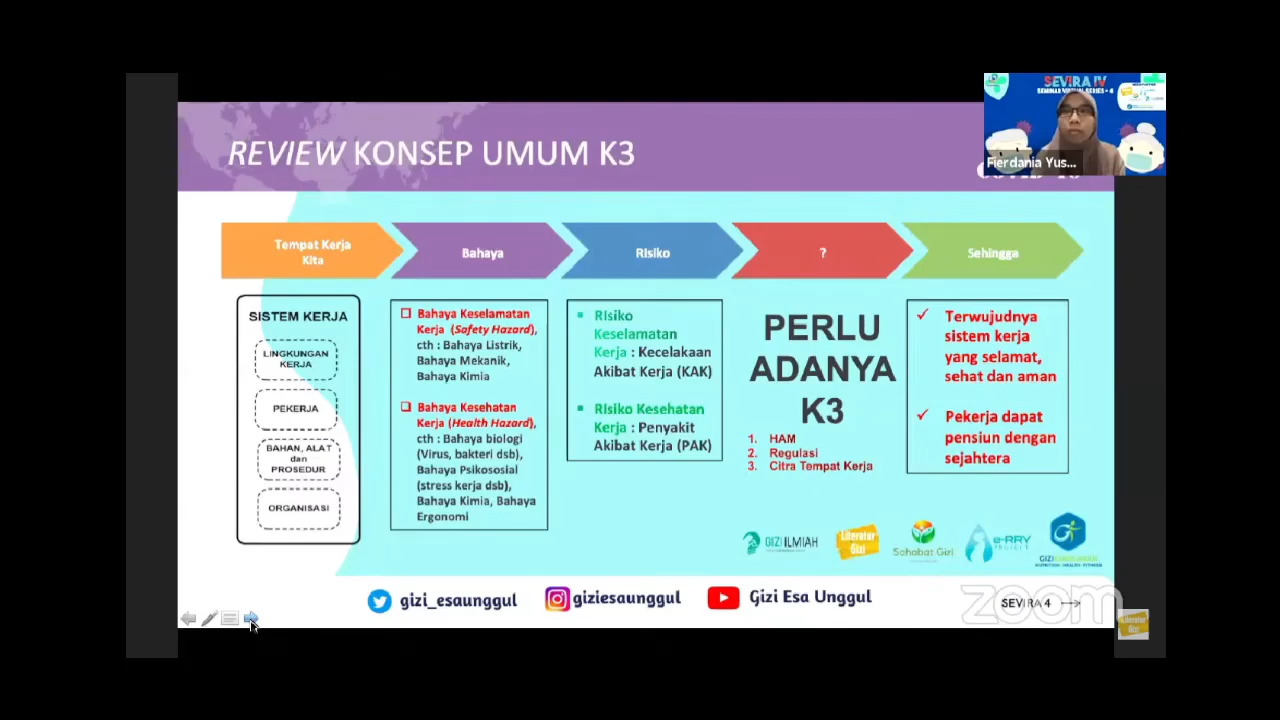 SEVIRA IV
SEMINAR VIRTUAL SERIES - 4
Fierdania Yus...
REVIEW KONSEP UMUM K3
Tempat Kerja
Kita
Bahaya
Risiko
?
Sehingga
SISTEM KERJA
LINGKUNGAN
KERJA
PEKERJA
BAHAN, ALAT
dan
PROSEDUR
ORGANISASI
Bahaya Keselamatan
Kerja (Safety Hazard),
cth : Bahaya Listrik,
Bahaya Mekanik,
Bahaya Kimia
Bahaya Kesehatan
Kerja (Health Hazard),
cth : Bahaya biologi
(Virus, bakteri dsb),
Bahaya Psikososial
(stress kerja dsb),
Bahaya Kimia, Bahaya
Ergonomi
Risiko
Keselamatan
Kerja : Kecelakaan
Akibat Kerja (KAK)
Risiko Kesehatan
Kerja : Penyakit
Akibat Kerja (PAK)
PERLU
ADANYA
K3
1. HAM
2. Regulasi
3. Citra Tempat Kerja
Terwujudnya
sistem kerja
yang selamat,
sehat dan aman
Pekerja dapat
pensiun dengan
sejahtera
GIZI ILMIAH
Literatur
Gizi
Sahabat Gizi
e-RRY
PROJECT
gizi_esaunggul
giziesaunggul
Gizi Esa Unggul
zoom
SEVIRA 4
Literatur
Gizi